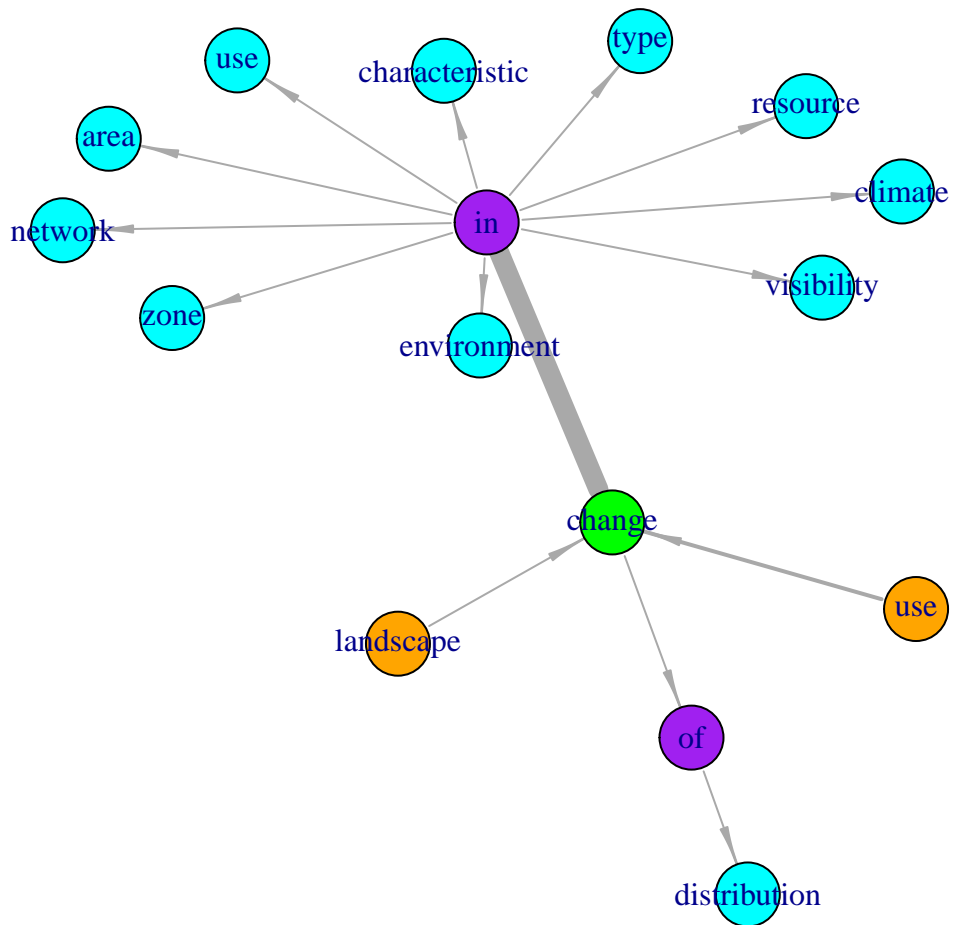 type
use
characteristic
resource
area
climate
in
network
visibility
zone
environment
change
use
landscape
of
distribution